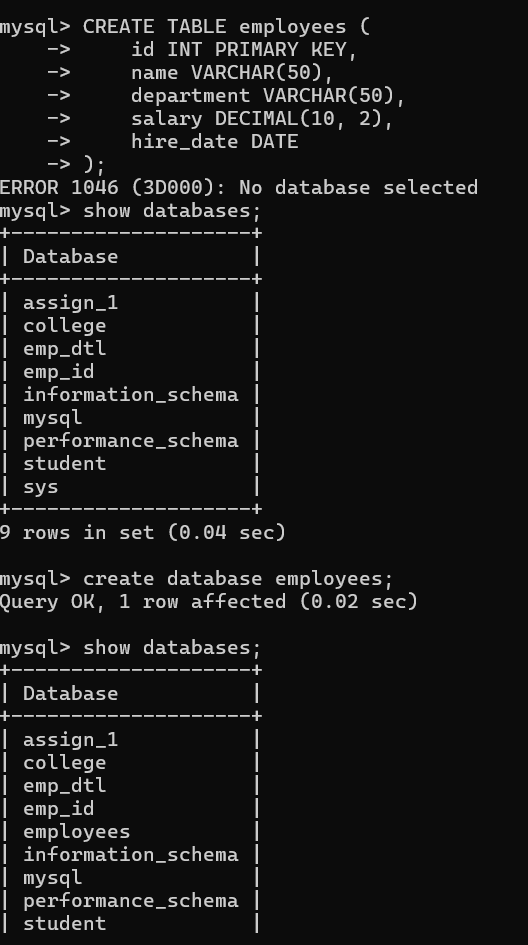 mysql> CREATE TABLE employees (
    ->     id INT PRIMARY KEY,
    ->     name VARCHAR(50),
    ->     department VARCHAR(50),
    ->     salary DECIMAL(10, 2),
    ->     hire_date DATE
    -> );
ERROR 1046 (3D000): No database selected
mysql> show databases;
+--------------------+
| Database           |
+--------------------+
| assign_1           |
| college            |
| emp_dtl            |
| emp_id             |
| information_schema |
| mysql              |
| performance_schema |
| student            |
| sys                |
+--------------------+
9 rows in set (0.04 sec)

mysql> create database employees;
Query OK, 1 row affected (0.02 sec)

mysql> show databases;
+--------------------+
| Database           |
+--------------------+
| assign_1           |
| college            |
| emp_dtl            |
| emp_id             |
| employees          |
| information_schema |
| mysql              |
| performance_schema |
| student            |